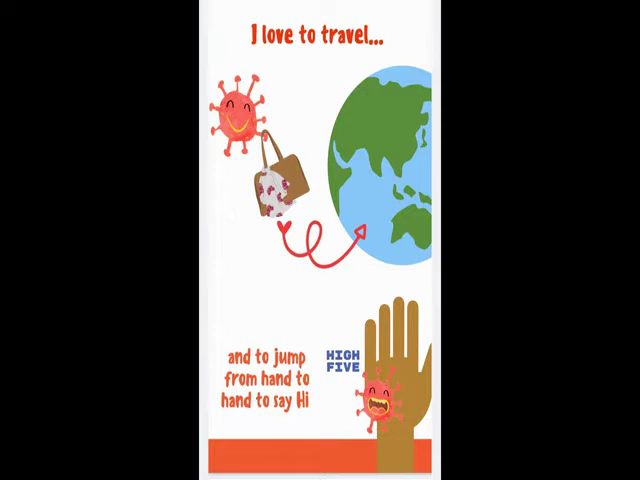 I love to travel...
HIGH
FIVE
and to jump
from hand to
hand to say Hi